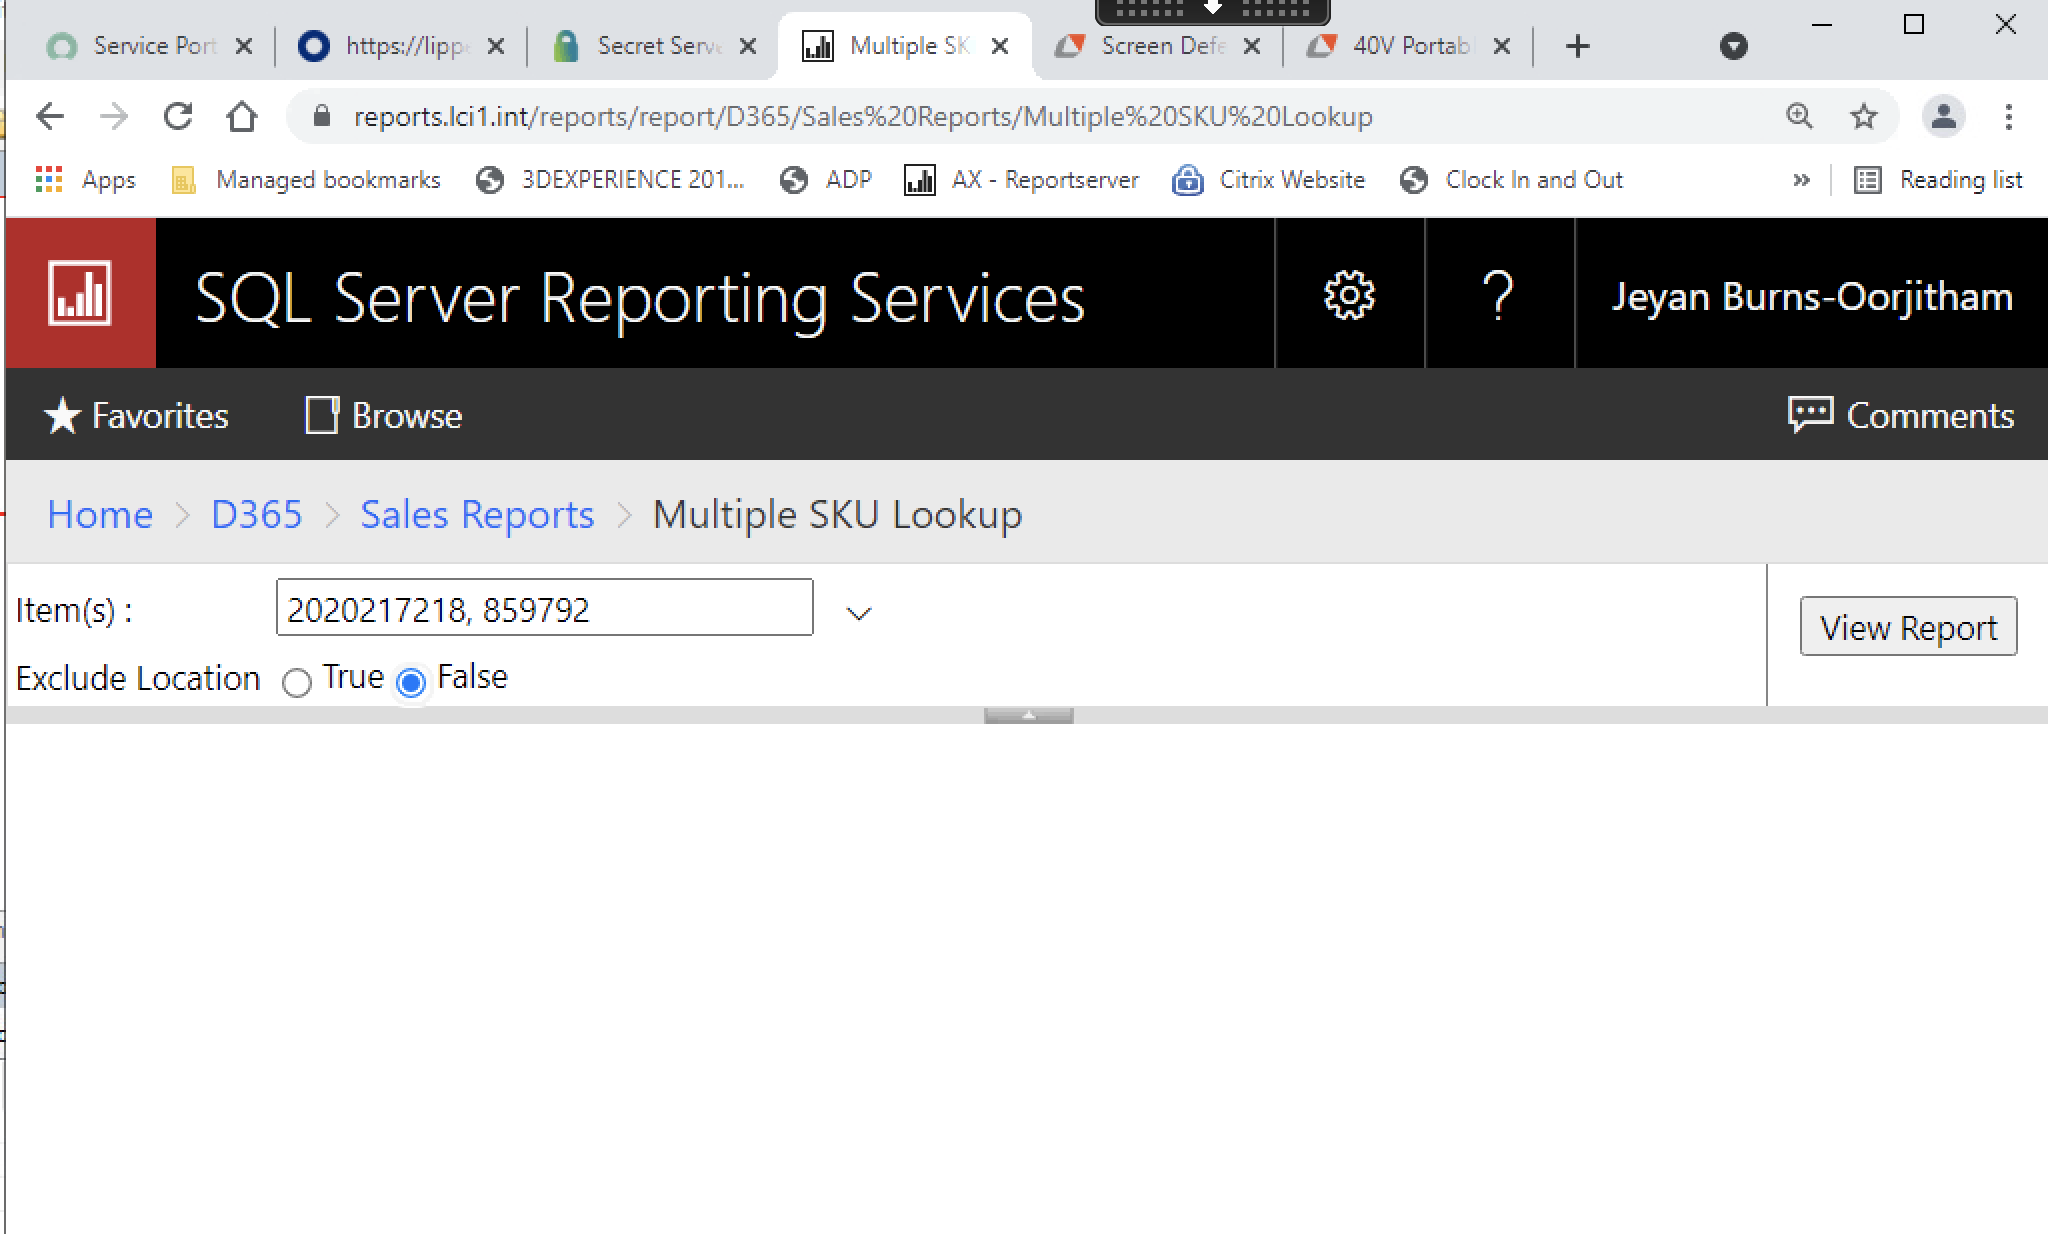 Service Port
https://lippe
Secret Serv
Multiple SK
Screen Defe
40V Portab
reports.lci1.int/reports/report/D365/Sales%20Reports/Multiple%20SKU%20Lookup
Apps
Managed bookmarks
3DEXPERIENCE 201...
ADP
AX - Reportserver
Citrix Website
Clock In and Out
»
Reading list
SQL Server Reporting Services
?
Jeyan Burns-Oorjitham
Favorites
Browse
Comments
Home > D365 > Sales Reports > Multiple SKU Lookup
Item(s) :
2020217218, 859792
View Report
Exclude Location True False